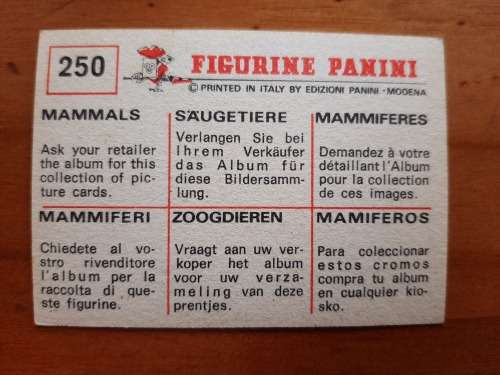 250
FIGURINE PANINI
© PRINTED IN ITALY BY EDIZIONI PANINI - MODENA
MAMMALS
Ask your retailer
the album for this
collection of pic-
ture cards.
SÄUGETIERE
Verlangen Sie bei
Ihrem Verkäufer
das Album für
diese Bildersamm-
lung.
MAMMIFERES
Demandez à votre
détaillant l'Album
pour la collection
de ces images.
MAMMIFERI
Chiedete al vo-
stro rivenditore
l'album per la
raccolta di que-
ste figurine.
ZOOGDIEREN
Vraagt aan uw ver-
koper het album
voor uw verza-
meling van deze
prentjes.
MAMIFEROS
Para coleccionar
estos cromos
compra tu album
en cualquier kio-
sko.